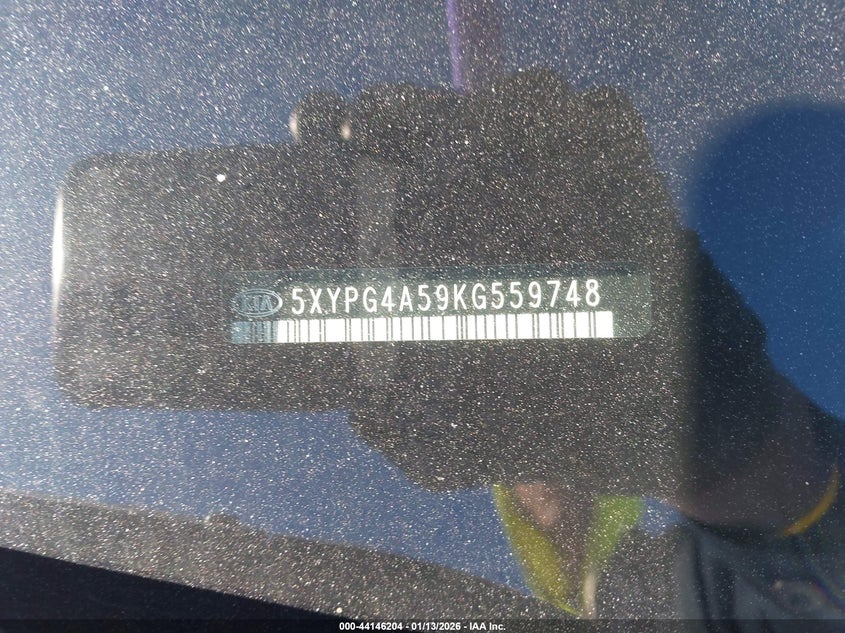 KIA 5XYPG4A59KG559748
000-44146204 - 01/13/2026 - IAA Inc.